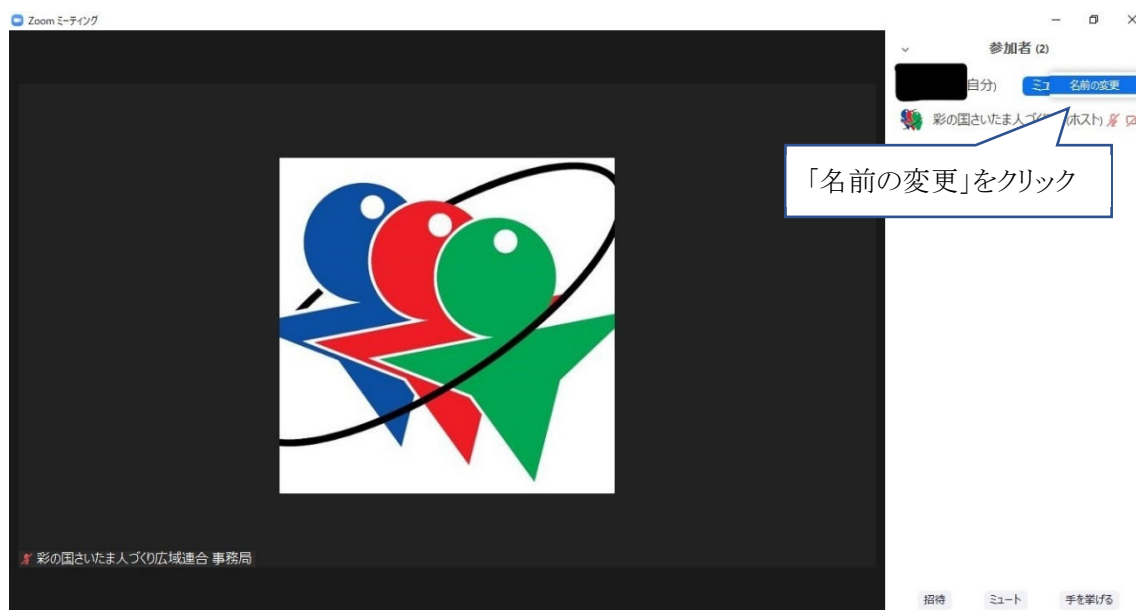 Zoom ミーティング
参加者 (2)
自分)
ミュ
名前の変更
彩の国さいたま人づくり
(ホスト)
「名前の変更」をクリック
彩の国さいたま人づくり広域連合 事務局
招待
ミュート
手を挙げる